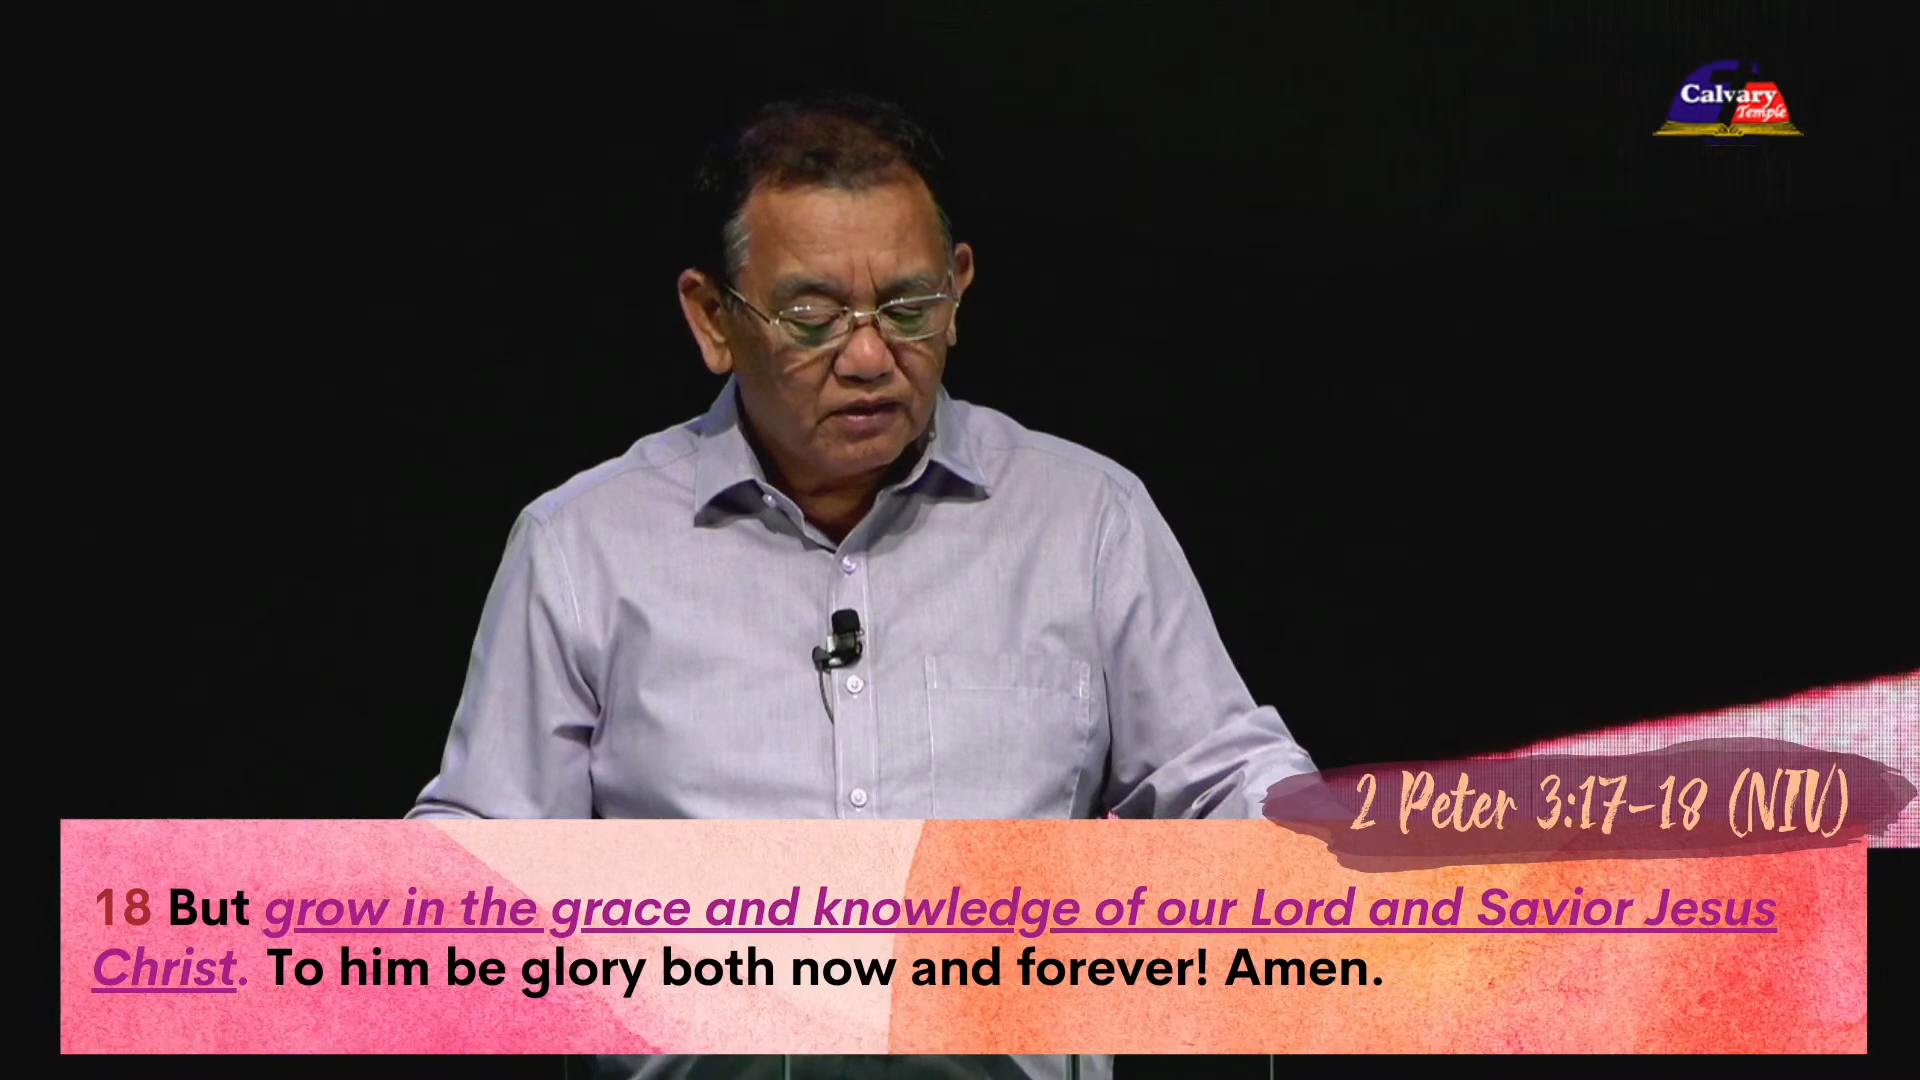 Calvary
Temple
2 Peter 3:17-18 (NIV)
18 But grow in the grace and knowledge of our Lord and Savior Jesus
Christ. To him be glory both now and forever! Amen.